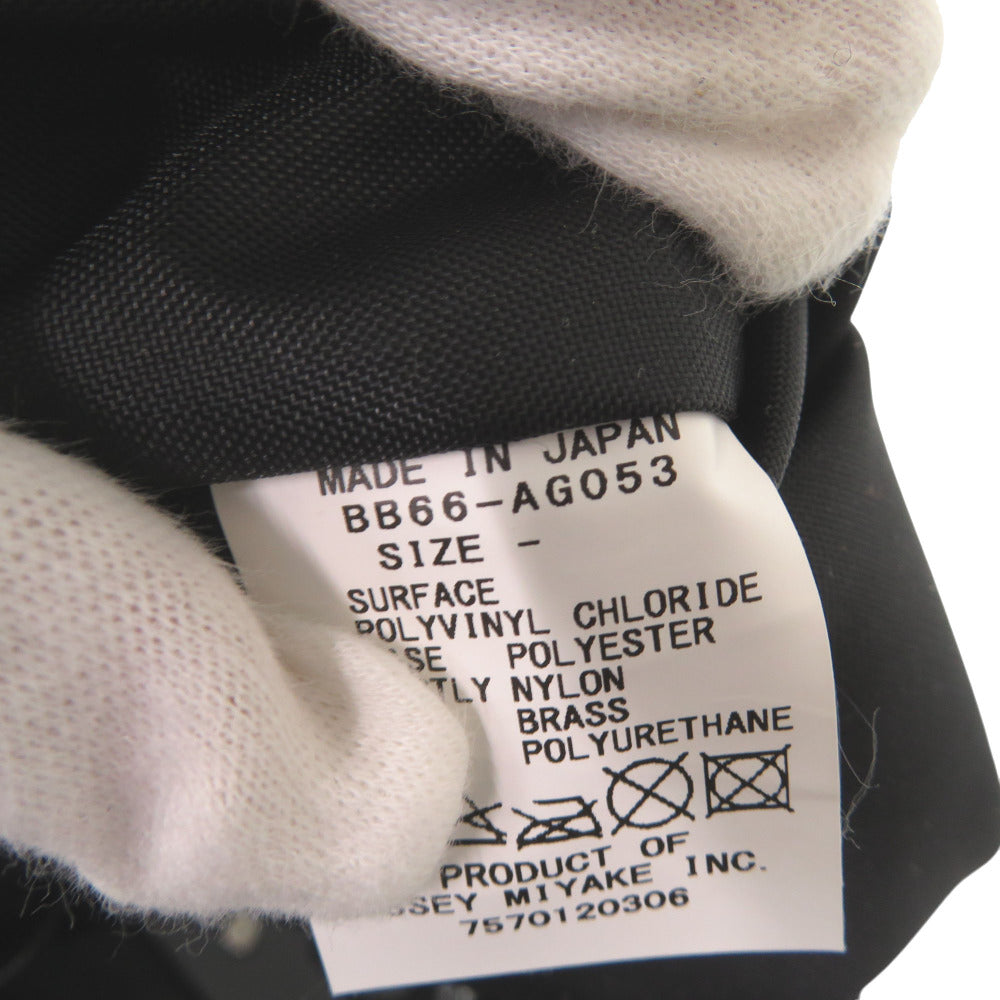 MADE IN JAPAN
BB66-AG053
SIZE -
SURFACE
POLYVINYL CHLORIDE
POLYESTER
NYLON
BRASS
POLYURETHANE
PRODUCT OF
MIYAKE INC.
7570120306